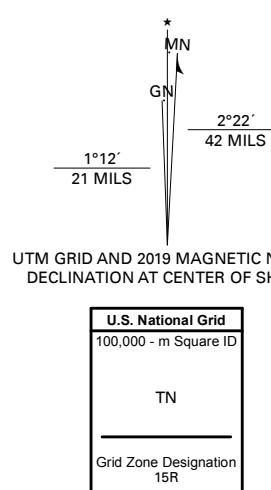 ★
MN
GN
2°22´
42 MILS
1°12´
21 MILS
UTM GRID AND 2019 MAGNETIC
DECLINATION AT CENTER OF
U.S. National Grid
100,000 - m Square ID
TN
Grid Zone Designation
15R